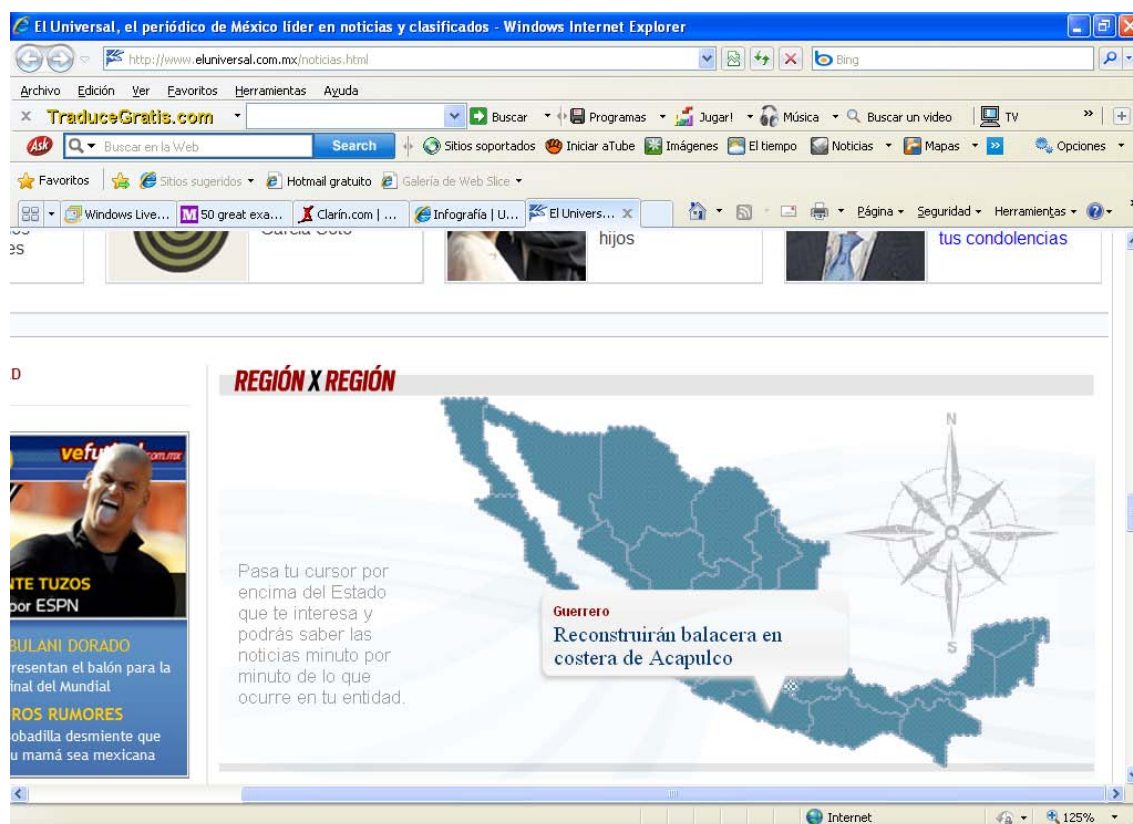 El Universal, el periódico de México líder en noticias y clasificados - Windows Internet Explorer
http://www.eluniversal.com.mx/noticias.html
Bing
Archivo Edición Ver Favoritos Herramientas Ayuda
x TraduceGratis.com Buscar Programas Jugar! Música Buscar un video TV »
Ask Buscar en la Web Search Sitios soportados Iniciar aTube Imágenes El tiempo Noticias Mapas » Opciones
Favoritos Sitios sugeridos Hotmail gratuito Galería de Web Slice
Windows Live... 50 great exa... Clarín.com | ... Infografía | U... El Univers... x Página Seguridad Herramientas
es
García Soto
hijos
tus condolencias
D
REGIÓN X REGIÓN
N
S
Pasa tu cursor por
encima del Estado
que te interesa y
podrás saber las
noticias minuto por
minuto de lo que
ocurre en tu entidad.
Guerrero
Reconstruirán balacera en
costera de Acapulco
.com.mx
NTE TUZOS
por ESPN
BULANI DORADO
resentan el balón para la
inal del Mundial
ROS RUMORES
obadilla desmiente que
u mamá sea mexicana
Internet 125%